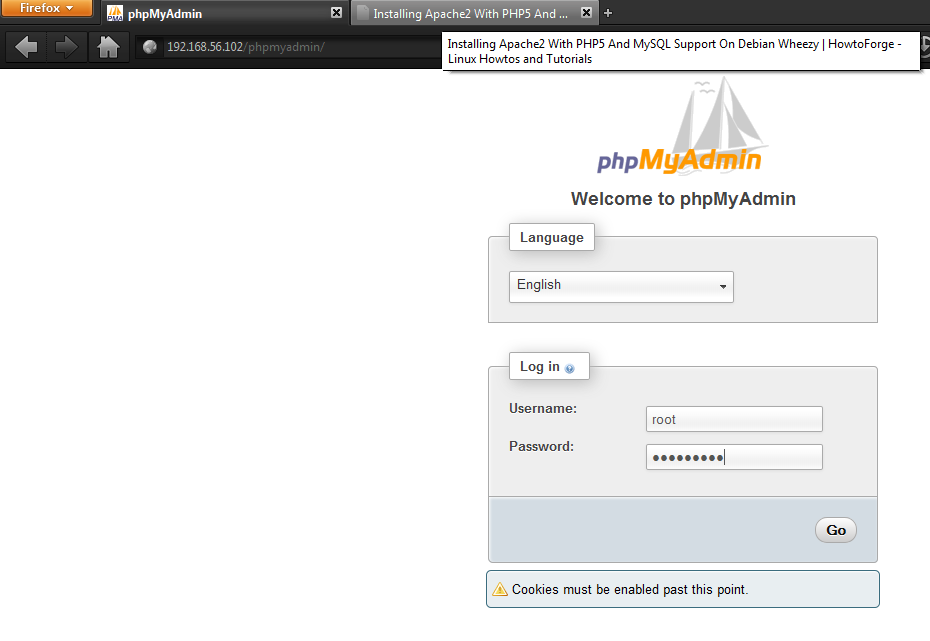 Firefox
phpMyAdmin
Installing Apache2 With PHP5 And ...
192.168.56.102/phpmyadmin/
Installing Apache2 With PHP5 And MySQL Support On Debian Wheezy | HowtoForge -
Linux Howtos and Tutorials
phpMyAdmin
Welcome to phpMyAdmin
Language
English
Log in
Username:
root
Password:
•••••••••
Go
Cookies must be enabled past this point.